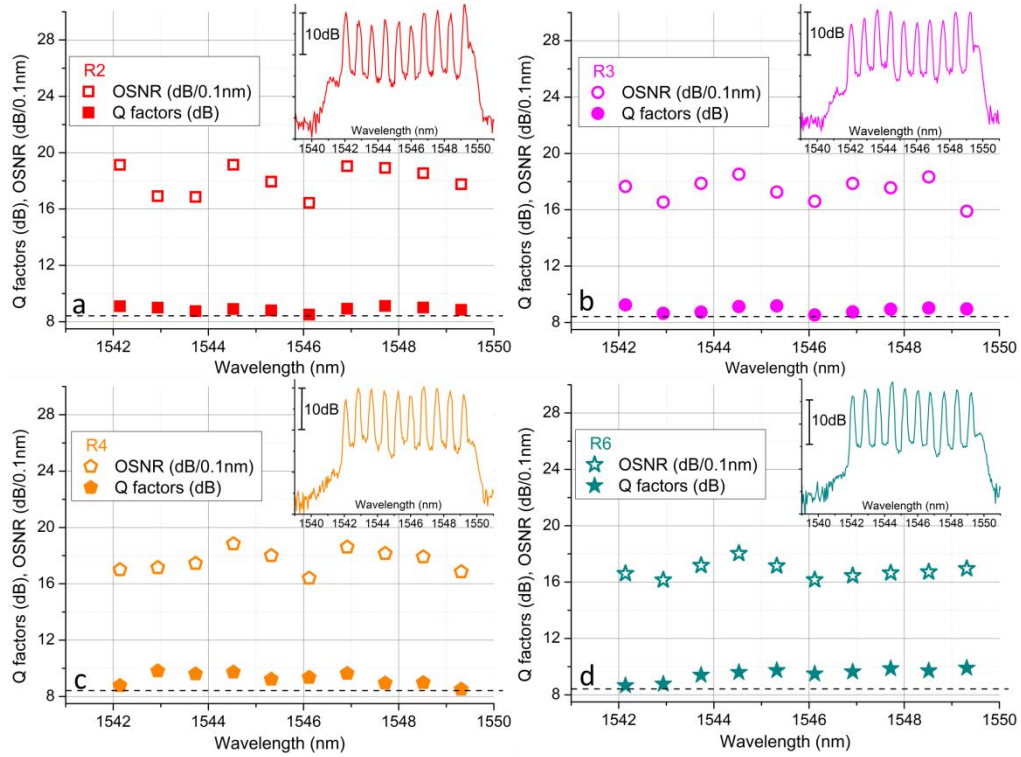 Q factors (dB), OSNR (dB/0.1nm)
30
26
20
16
10
8
R2
OSNR (dB/0.1nm)
Q factors (dB)
10dB
Wavelength (nm)
1540 1542 1544 1546 1548 1550
a
1542 1544 1546 1548 1550
Wavelength (nm)
Q factors (dB), OSNR (dB/0.1nm)
30
26
20
16
10
8
R3
OSNR (dB/0.1nm)
Q factors (dB)
10dB
Wavelength (nm)
1540 1542 1544 1546 1548 1550
b
1542 1544 1546 1548 1550
Wavelength (nm)
Q factors (dB), OSNR (dB/0.1nm)
28
24
20
16
12
8
R4
OSNR (dB/0.1nm)
Q factors (dB)
10dB
Wavelength (nm)
1540 1542 1544 1546 1548 1550
c
1542 1544 1546 1548 1550
Wavelength (nm)
Q factors (dB), OSNR (dB/0.1nm)
28
24
20
16
12
8
R6
OSNR (dB/0.1nm)
Q factors (dB)
10dB
Wavelength (nm)
1540 1542 1544 1546 1548 1550
d
1542 1544 1546 1548 1550
Wavelength (nm)